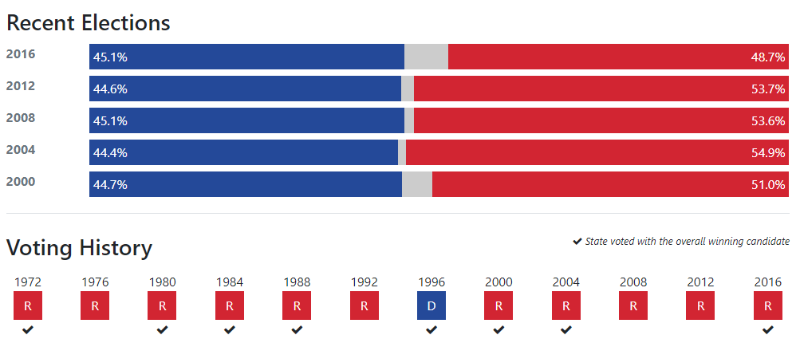 Recent Elections
2016 45.1% 48.7%
2012 44.6% 53.7%
2008 45.1% 53.6%
2004 44.4% 54.9%
2000 44.7% 51.0%
Voting History ✔ State voted with the overall winning candidate
1972 1976 1980 1984 1988 1992 1996 2000 2004 2008 2012 2016
R R R R R R D R R R R R
✔ ✔ ✔ ✔ ✔ ✔ ✔ ✔